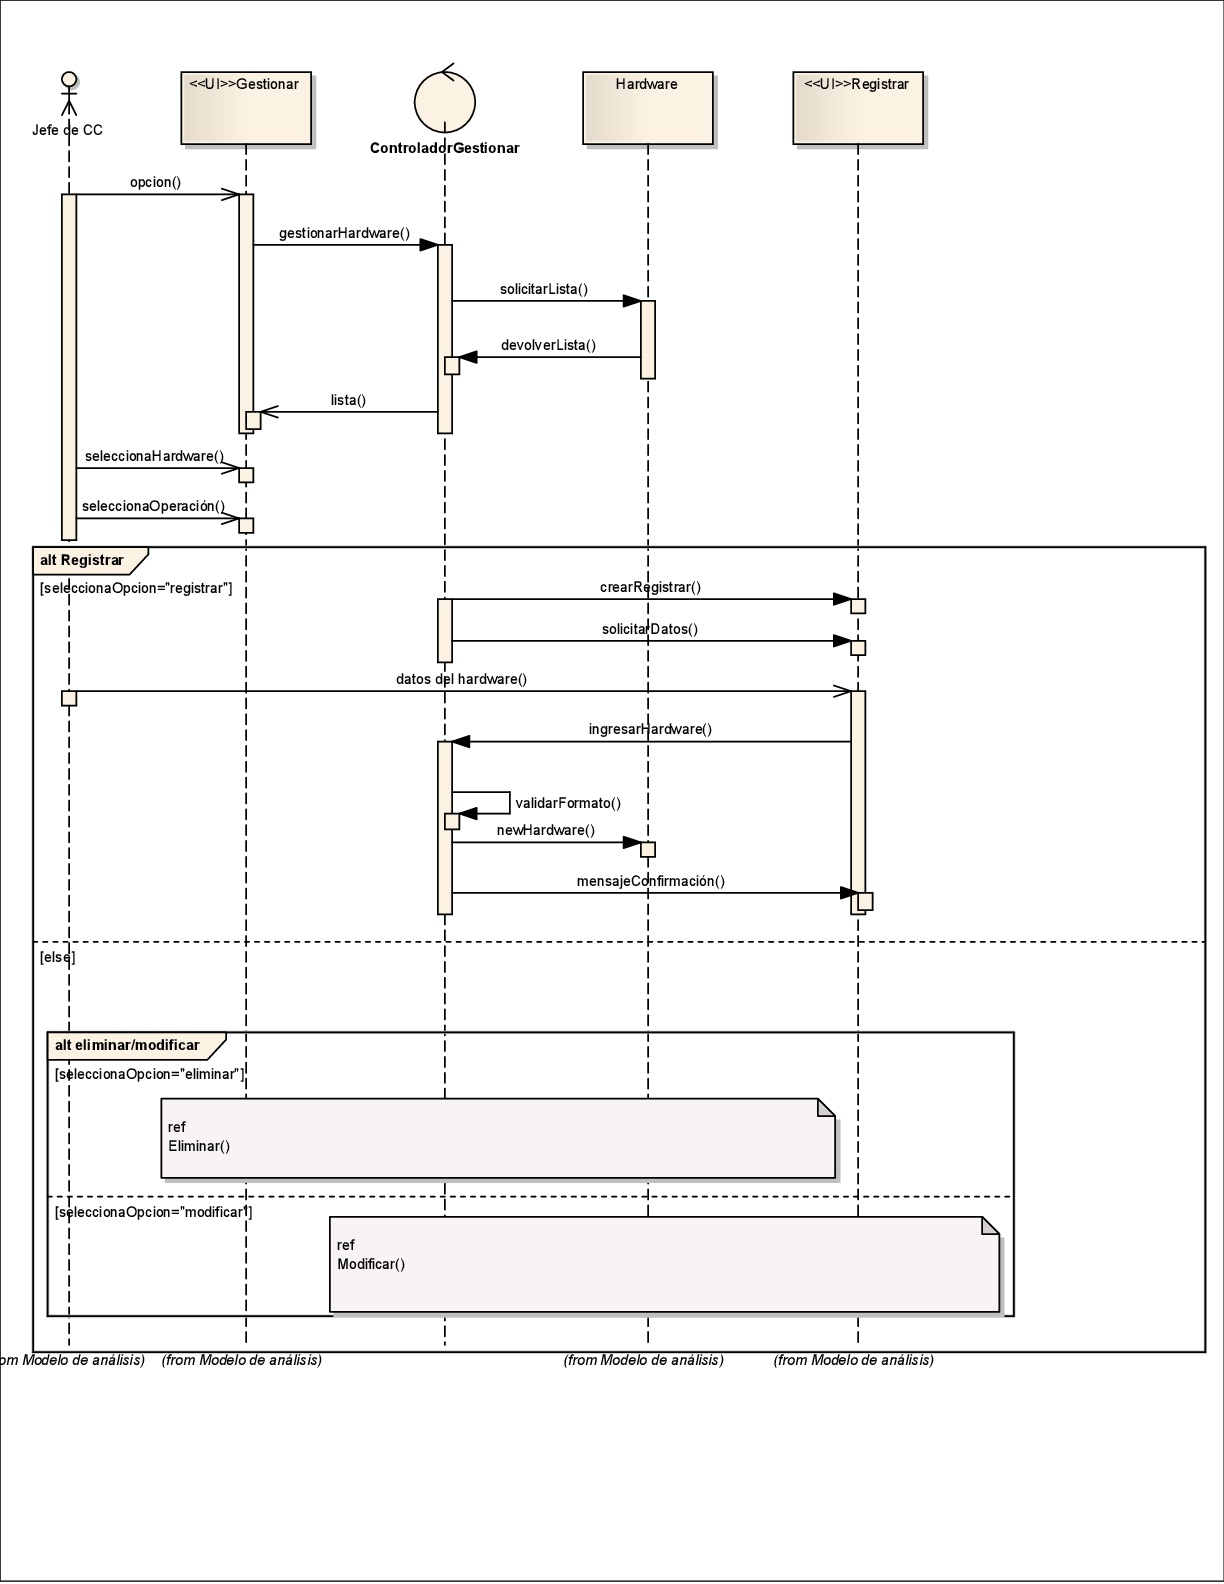 <<UI>>Gestionar
Hardware
<<UI>>Registrar
Jefe de CC
ControladorGestionar
opcion()
gestionarHardware()
solicitarLista()
devolverLista()
lista()
seleccionaHardware()
seleccionaOperación()
alt Registrar
[seleccionaOpcion="registrar"]
crearRegistrar()
solicitarDatos()
datos del hardware()
ingresarHardware()
validarFormato()
newHardware()
mensajeConfirmación()
[else]
alt eliminar/modificar
[seleccionaOpcion="eliminar"]
ref
Eliminar()
[seleccionaOpcion="modificar"]
ref
Modificar()
om Modelo de análisis)
(from Modelo de análisis)
(from Modelo de análisis)
(from Modelo de análisis)